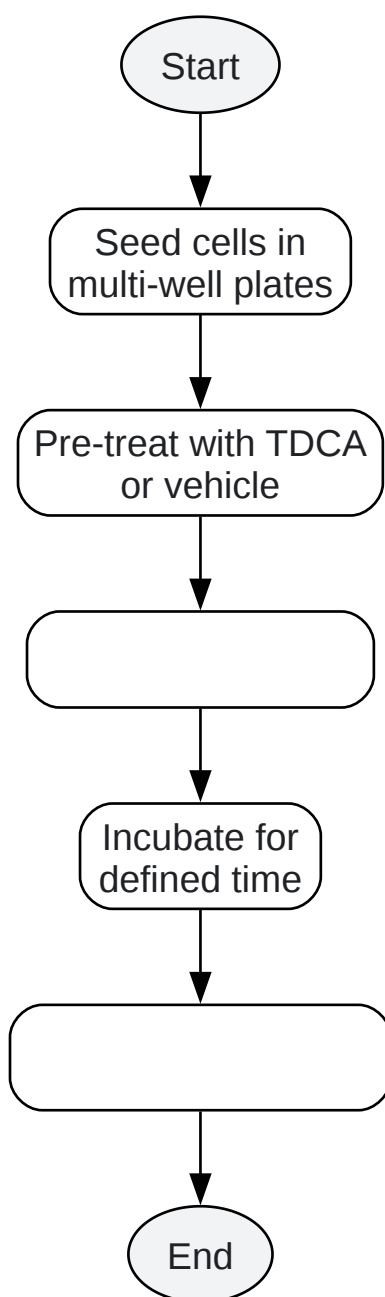 Start
Seed cells in
multi-well plates
Pre-treat with TDCA
or vehicle
Incubate for
defined time
End